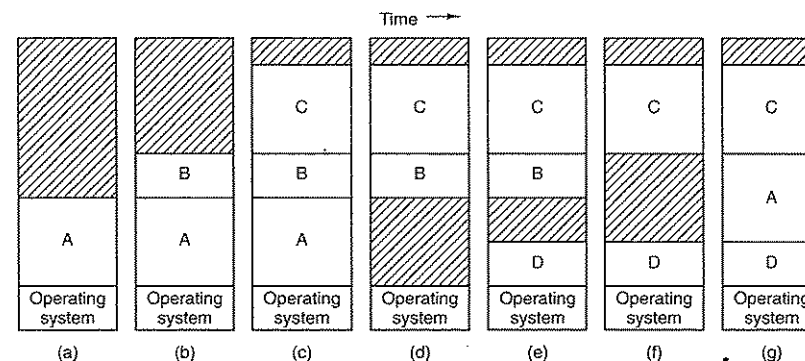 Time
C
C
C
C
C
B
B
B
B
A
A
A
A
D
D
D
Operating system
Operating system
Operating system
Operating system
Operating system
Operating system
Operating system
(a)
(b)
(c)
(d)
(e)
(f)
(g)